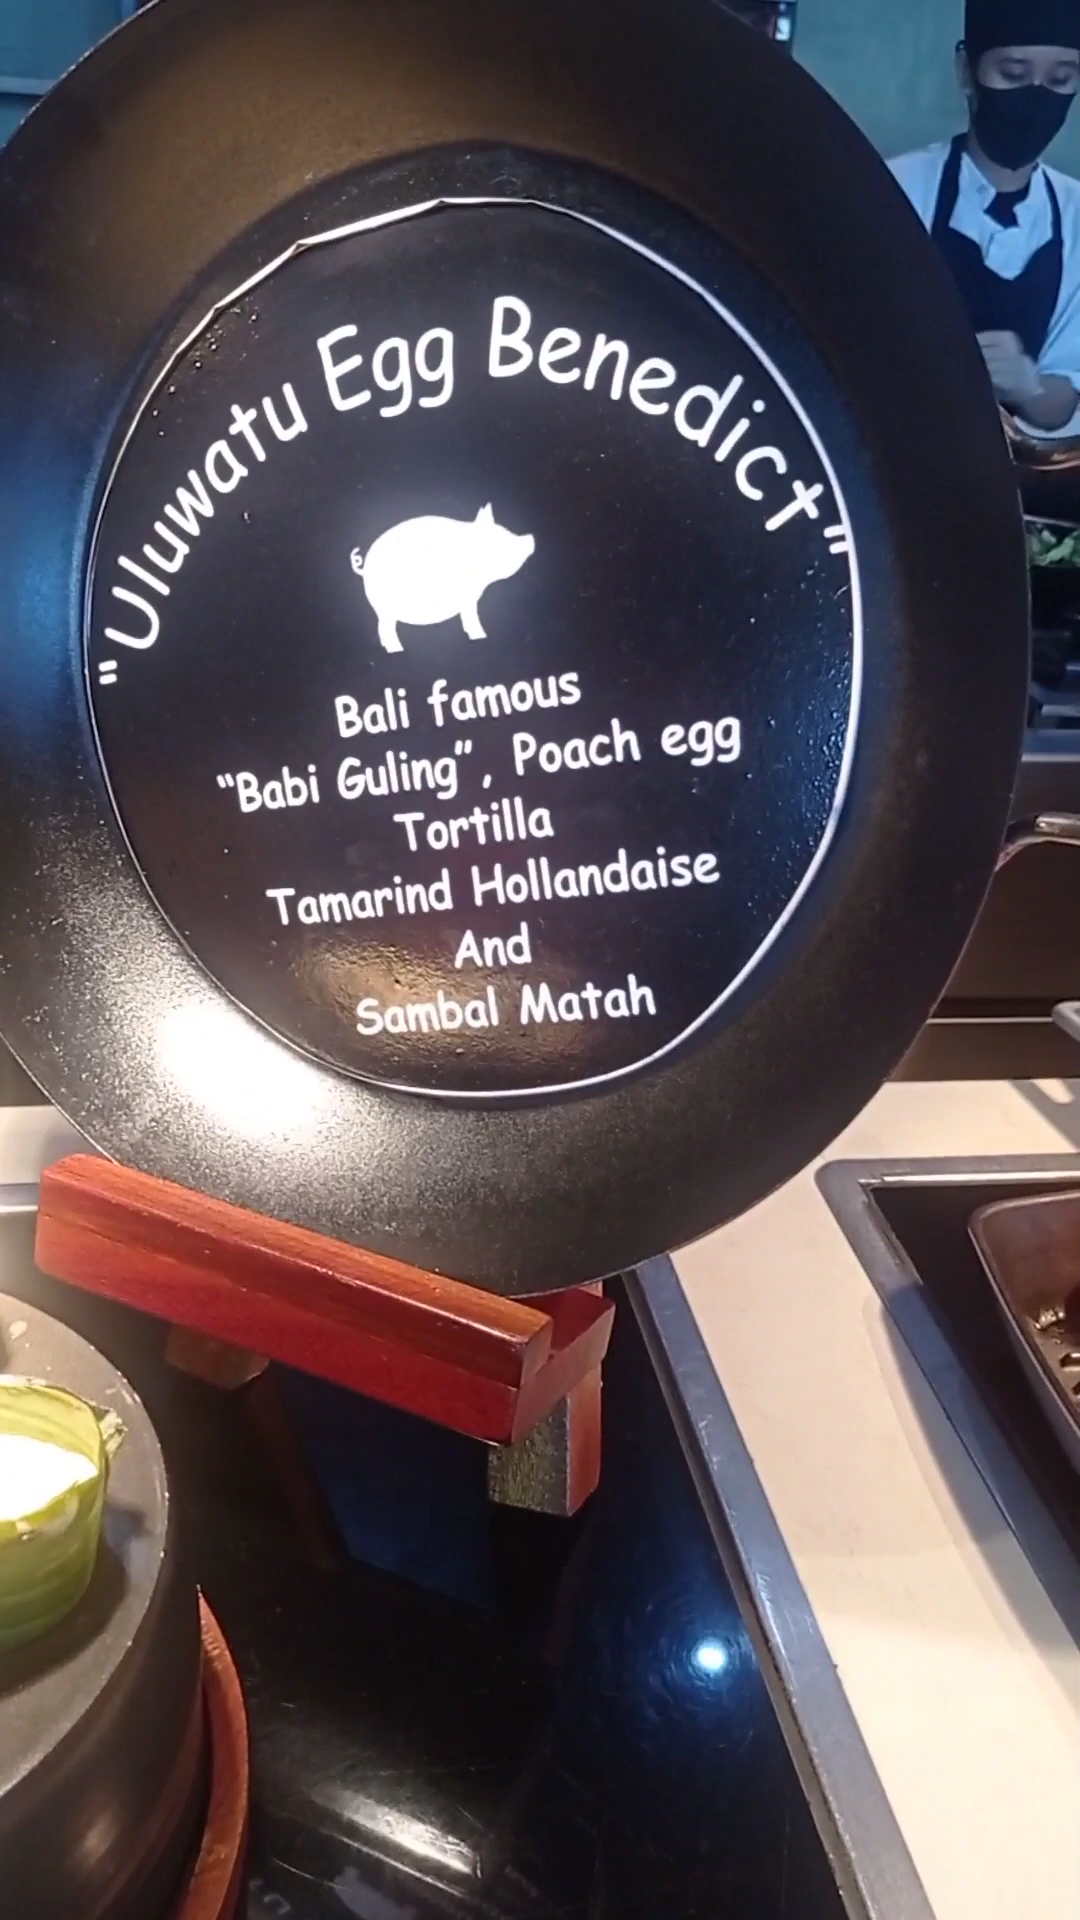 "Uluwatu Egg Benedict"
Bali famous
"Babi Guling", Poach egg
Tortilla
Tamarind Hollandaise
And
Sambal Matah